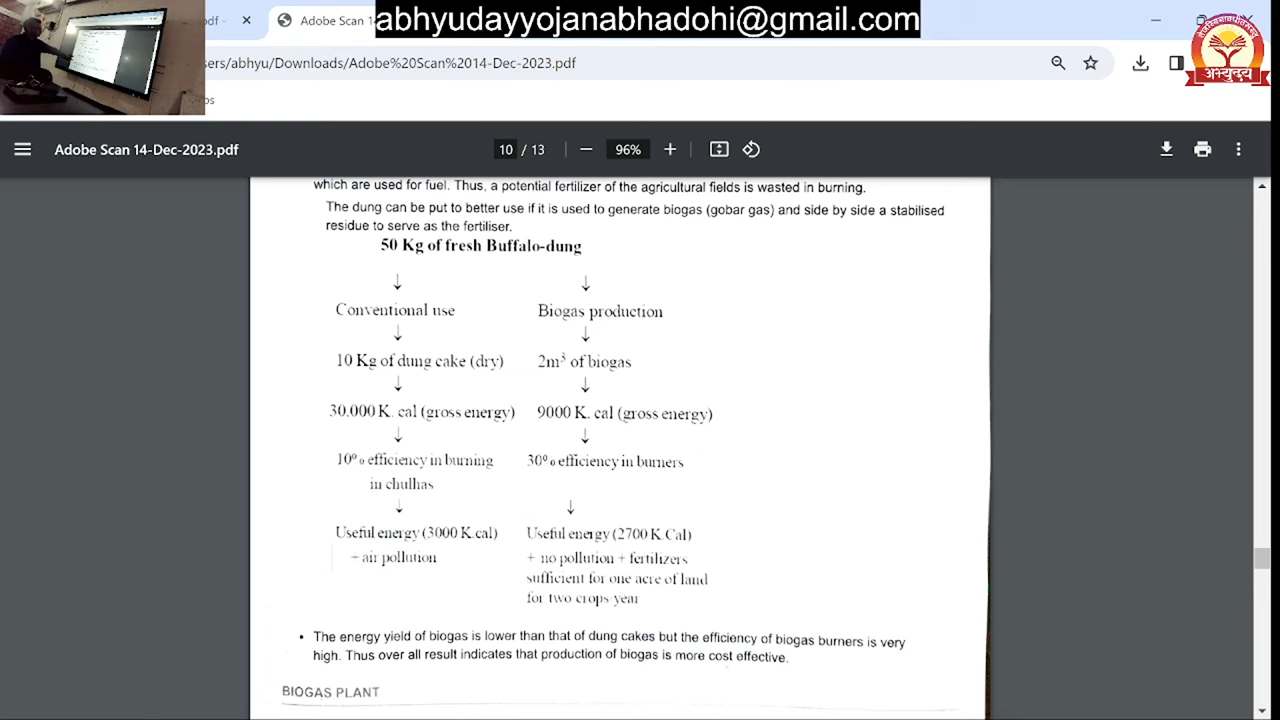 abhyudayyojanabhadohi@gmail.com
df -
Adobe Scan 1
ers/abhyu/Downloads/Adobe%20Scan%2014-Dec-2023.pdf
अभ्युदय
Adobe Scan 14-Dec-2023.pdf
10 / 13
96%
which are used for fuel. Thus, a potential fertilizer of the agricultural fields is wasted in burning.
The dung can be put to better use if it is used to generate biogas (gobar gas) and side by side a stabilised
residue to serve as the fertiliser.
50 Kg of fresh Buffalo-dung
↓ ↓
Conventional use Biogas production
↓ ↓
10 Kg of dung cake (dry) 2m³ of biogas
↓ ↓
30.000 K. cal (gross energy) 9000 K. cal (gross energy)
↓ ↓
10% efficiency in burning 30% efficiency in burners
in chulhas
↓ ↓
Useful energy (3000 K.cal) Useful energy (2700 K.Cal)
+ air pollution + no pollution + fertilizers
sufficient for one acre of land
for two crops/year
• The energy yield of biogas is lower than that of dung cakes but the efficiency of biogas burners is very
high. Thus over all result indicates that production of biogas is more cost effective.
BIOGAS PLANT